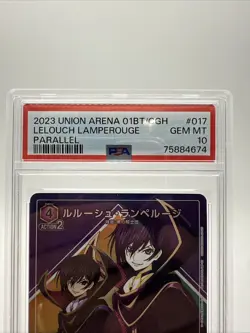 2023 UNION ARENA 01BT/CGH #017
LELOUCH LAMPEROUGE GEM MT
PARALLEL 10
PSA 75884674
4 ルルーシュ・ランペルージ
ACTION 2